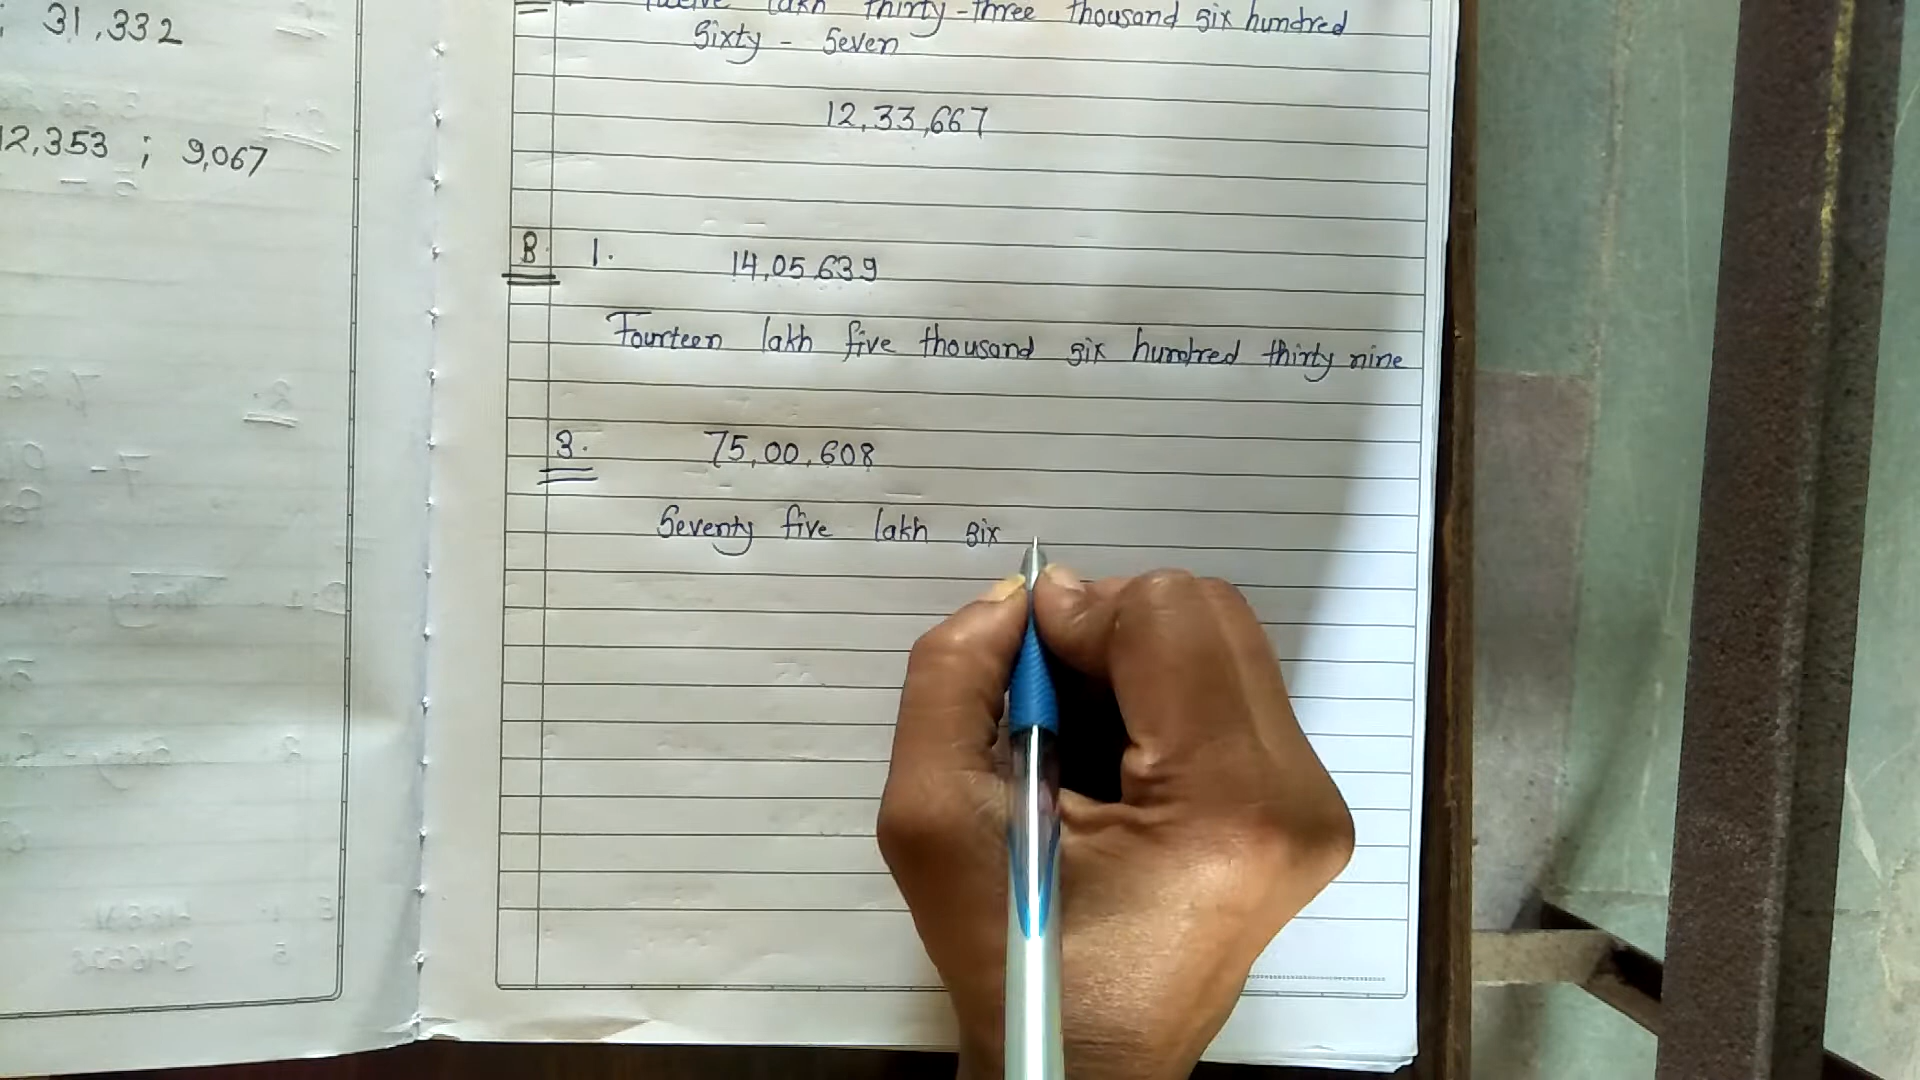 31,332
12,353 ; 9,067
Twelve lakh thirty-three thousand six hundred
Sixty - Seven
12,33,667
B. 1. 14,05,639
Fourteen lakh five thousand six hundred thirty nine
3. 75,00,608
Seventy five lakh six